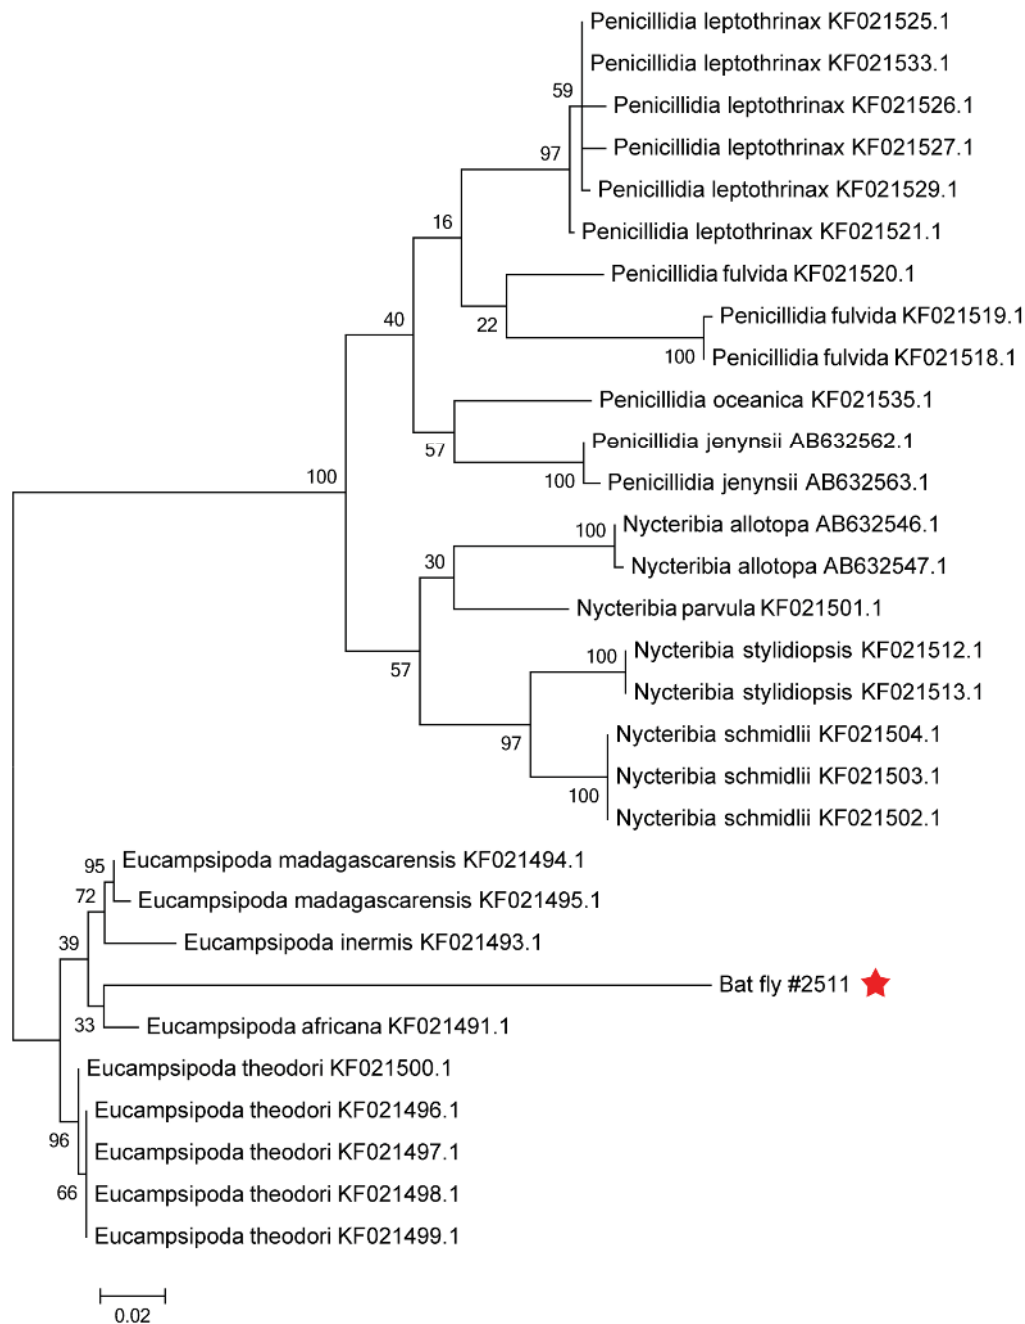 Penicillidia leptothrinax KF021525.1
Penicillidia leptothrinax KF021533.1
59
Penicillidia leptothrinax KF021526.1
97
Penicillidia leptothrinax KF021527.1
Penicillidia leptothrinax KF021529.1
16
Penicillidia leptothrinax KF021521.1
Penicillidia fulvida KF021520.1
40
22
Penicillidia fulvida KF021519.1
100
Penicillidia fulvida KF021518.1
Penicillidia oceanica KF021535.1
57
Penicillidia jenynsii AB632562.1
100
100
Penicillidia jenynsii AB632563.1
100
Nycteribia allotopa AB632546.1
30
Nycteribia allotopa AB632547.1
Nycteribia parvula KF021501.1
57
100
Nycteribia stylidiopsis KF021512.1
Nycteribia stylidiopsis KF021513.1
97
Nycteribia schmidlii KF021504.1
Nycteribia schmidlii KF021503.1
100
Nycteribia schmidlii KF021502.1
95
Eucampsipoda madagascarensis KF021494.1
72
Eucampsipoda madagascarensis KF021495.1
39
Eucampsipoda inermis KF021493.1
Bat fly #2511
33
Eucampsipoda africana KF021491.1
Eucampsipoda theodori KF021500.1
Eucampsipoda theodori KF021496.1
96
Eucampsipoda theodori KF021497.1
66
Eucampsipoda theodori KF021498.1
Eucampsipoda theodori KF021499.1
0.02